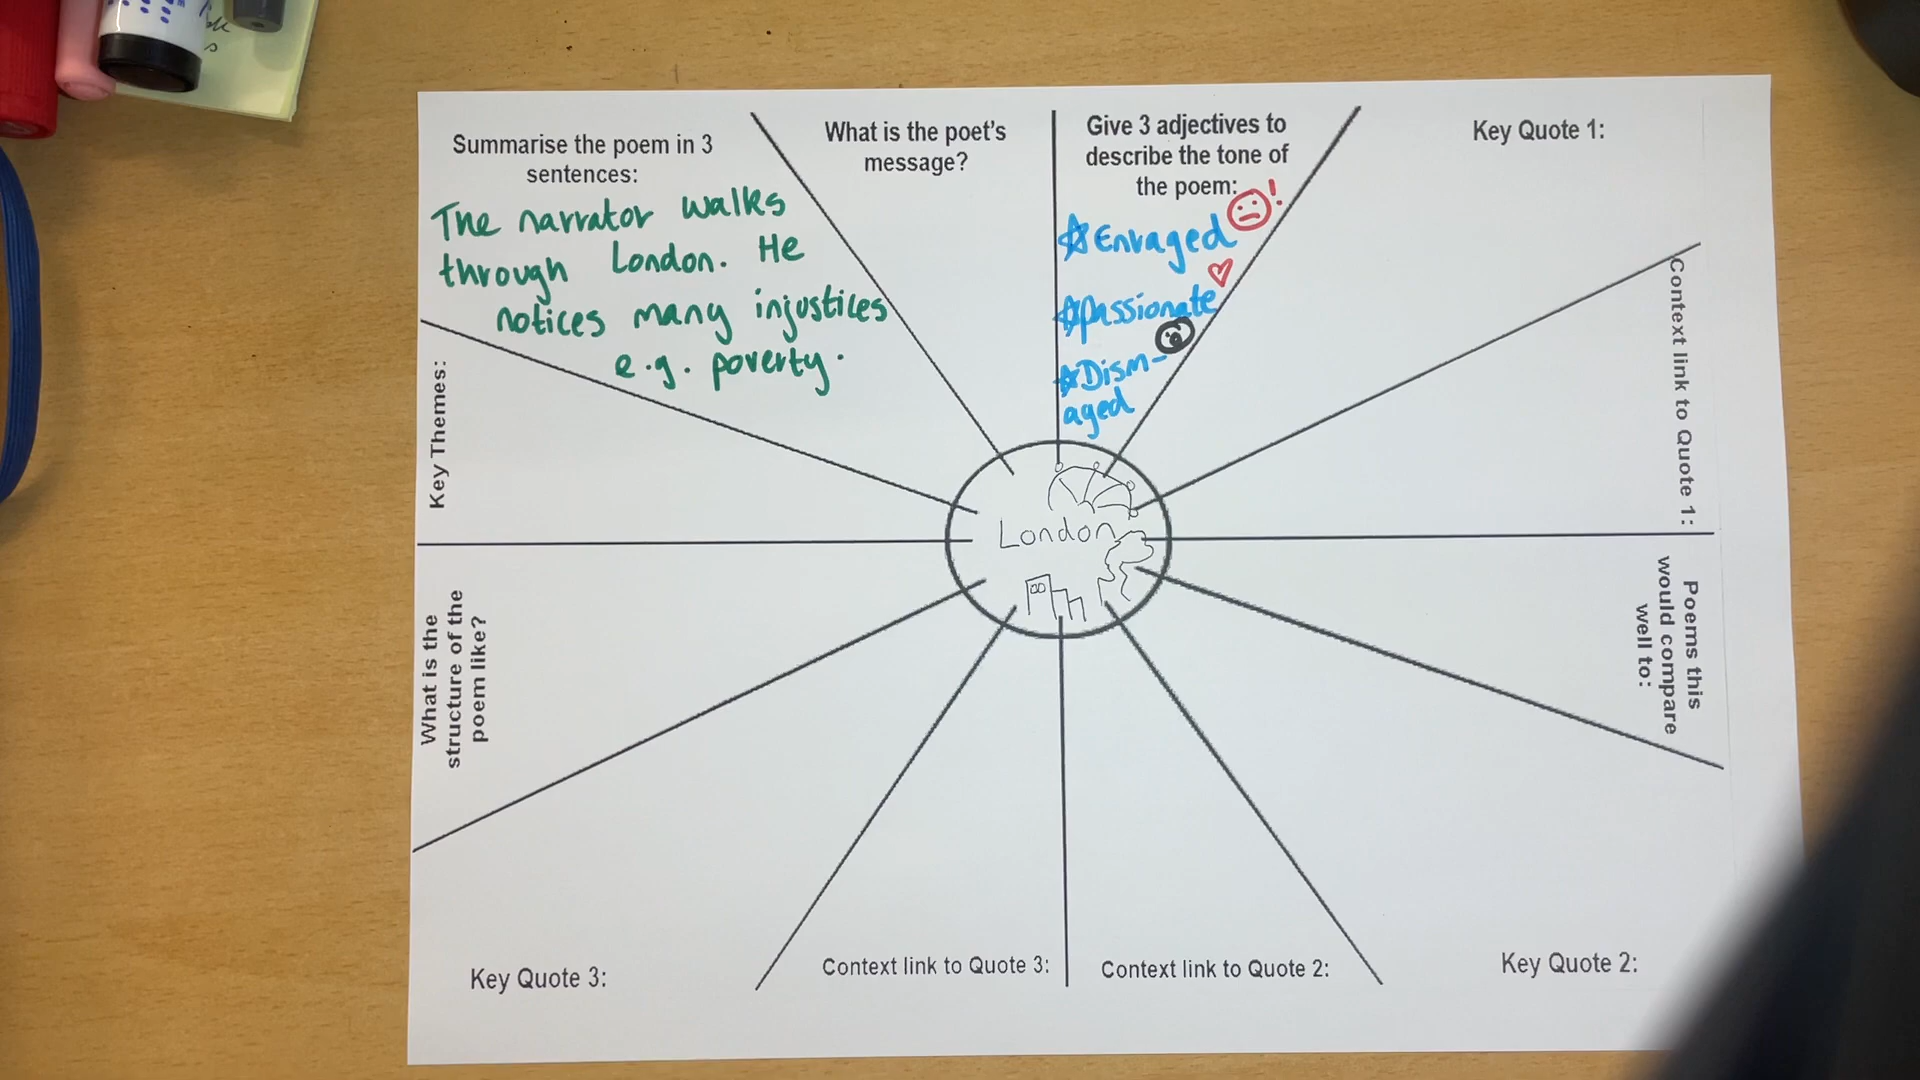 Summarise the poem in 3
sentences:
The narrator walks
through London. He
notices many injustices
e.g. poverty.
What is the poet's
message?
Give 3 adjectives to
describe the tone of
the poem:
Enraged
passionate
Dism-
aged
Key Quote 1:
Context link to Quote 1:
Poems this
would compare
well to:
Key Quote 2:
Context link to Quote 2:
Context link to Quote 3:
Key Quote 3:
What is the
structure of the
poem like?
Key Themes:
London